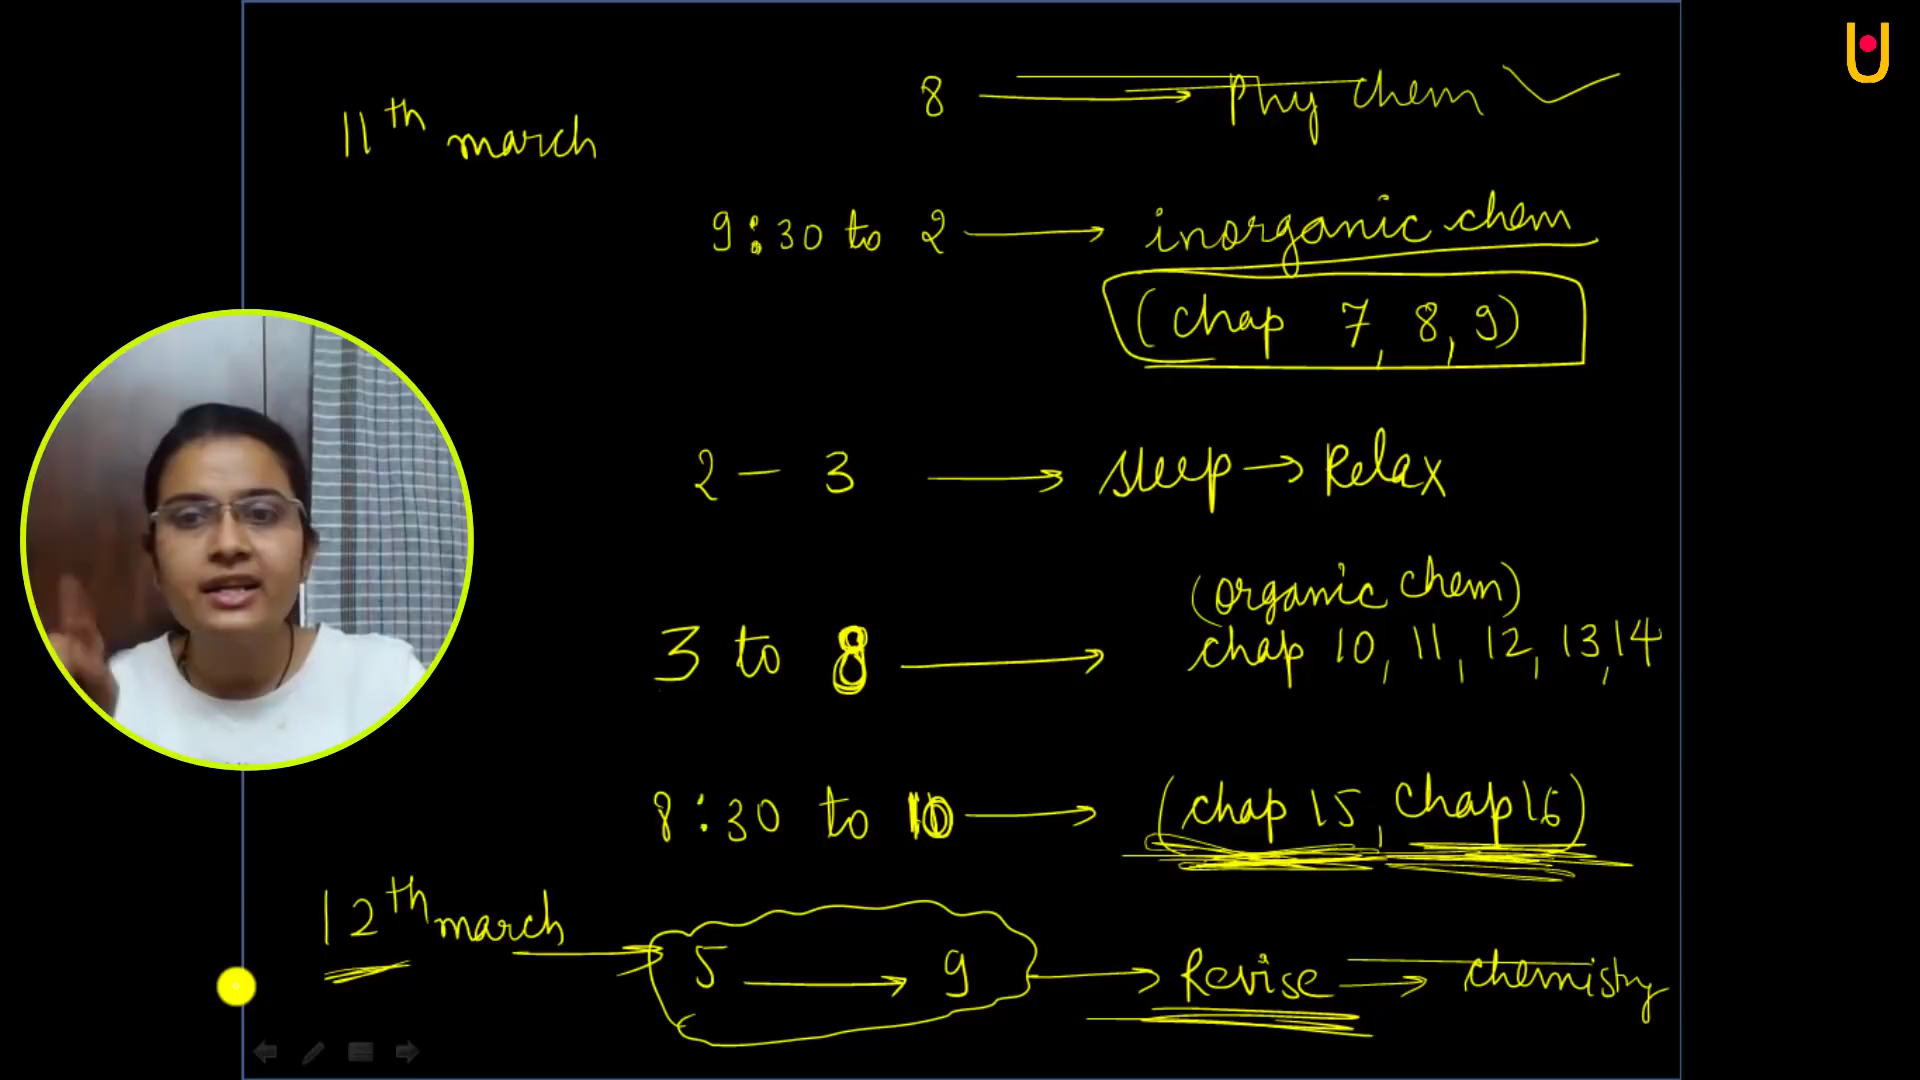 8 → Phy chem ✓
11th march
9:30 to 2 → inorganic chem
(chap 7, 8, 9)
2 - 3 → sleep → Relax
(organic chem)
3 to 8 → chap 10, 11, 12, 13, 14
8:30 to 10 → (chap 15, chap 16)
12th march → 5 → 9 → Revise → chemistry